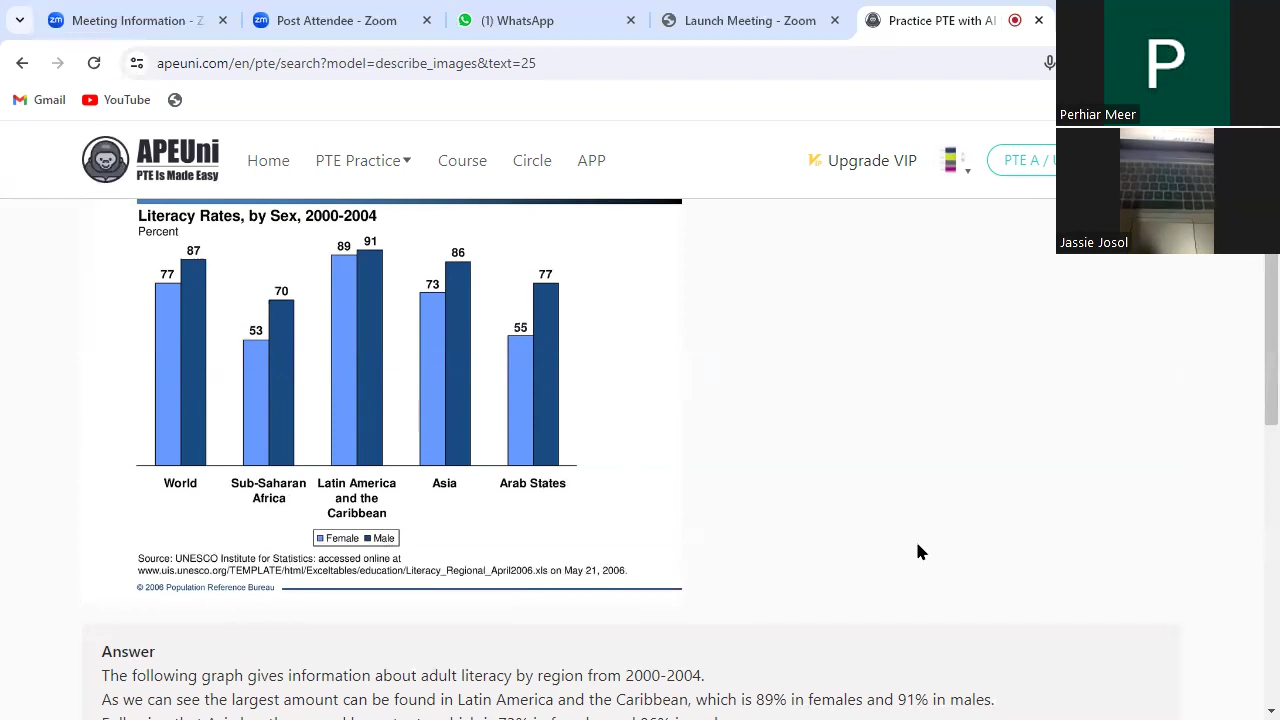 Meeting Information - Z
Post Attendee - Zoom
(1) WhatsApp
Launch Meeting - Zoom
Practice PTE with AI
apeuni.com/en/pte/search?model=describe_images&text=25
Gmail
YouTube
P
Perhiar Meer
Jassie Josol
APEUni
PTE Is Made Easy
Home
PTE Practice
Course
Circle
APP
Upgrade VIP
PTE A /
Literacy Rates, by Sex, 2000-2004
Percent
77 87
53 70
89 91
73 86
55 77
World
Sub-Saharan
Africa
Latin America
and the
Caribbean
Asia
Arab States
Female Male
Source: UNESCO Institute for Statistics: accessed online at
www.uis.unesco.org/TEMPLATE/html/Exceltables/education/Literacy_Regional_April2006.xls on May 21, 2006.
© 2006 Population Reference Bureau
Answer
The following graph gives information about adult literacy by region from 2000-2004.
As we can see the largest amount can be found in Latin America and the Caribbean, which is 89% in females and 91% in males.